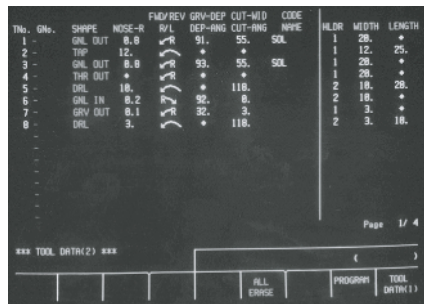 FWD/REV GRV-DEP CUT-WID CODE
TNo. GNo. SHAPE NOSE-R R/L DEP-ANG CUT-ANG NAME HLDR WIDTH LENGTH
1 - GNL OUT 0.8 R 91. 55. SOL 1 20. ◆
2 - TAP 12. ◆ ◆ 1 12. 25.
3 - GNL OUT 0.8 R 93. 55. SOL 1 20. ◆
4 - THR OUT ◆ R ◆ ◆ 1 20. ◆
5 - DRL 10. ◆ 118. 2 10. 20.
6 - GNL IN 0.2 R 92. 2 10. ◆
7 - GRV OUT 0.1 R 32. 3. 1 3. ◆
8 - DRL 3. ◆ 118. 2 3. 10.
-
-
-
-
-
-
Page 1/ 4
*** TOOL DATA(2) ***
( )
ALL ERASE PROGRAM TOOL DATA(1)